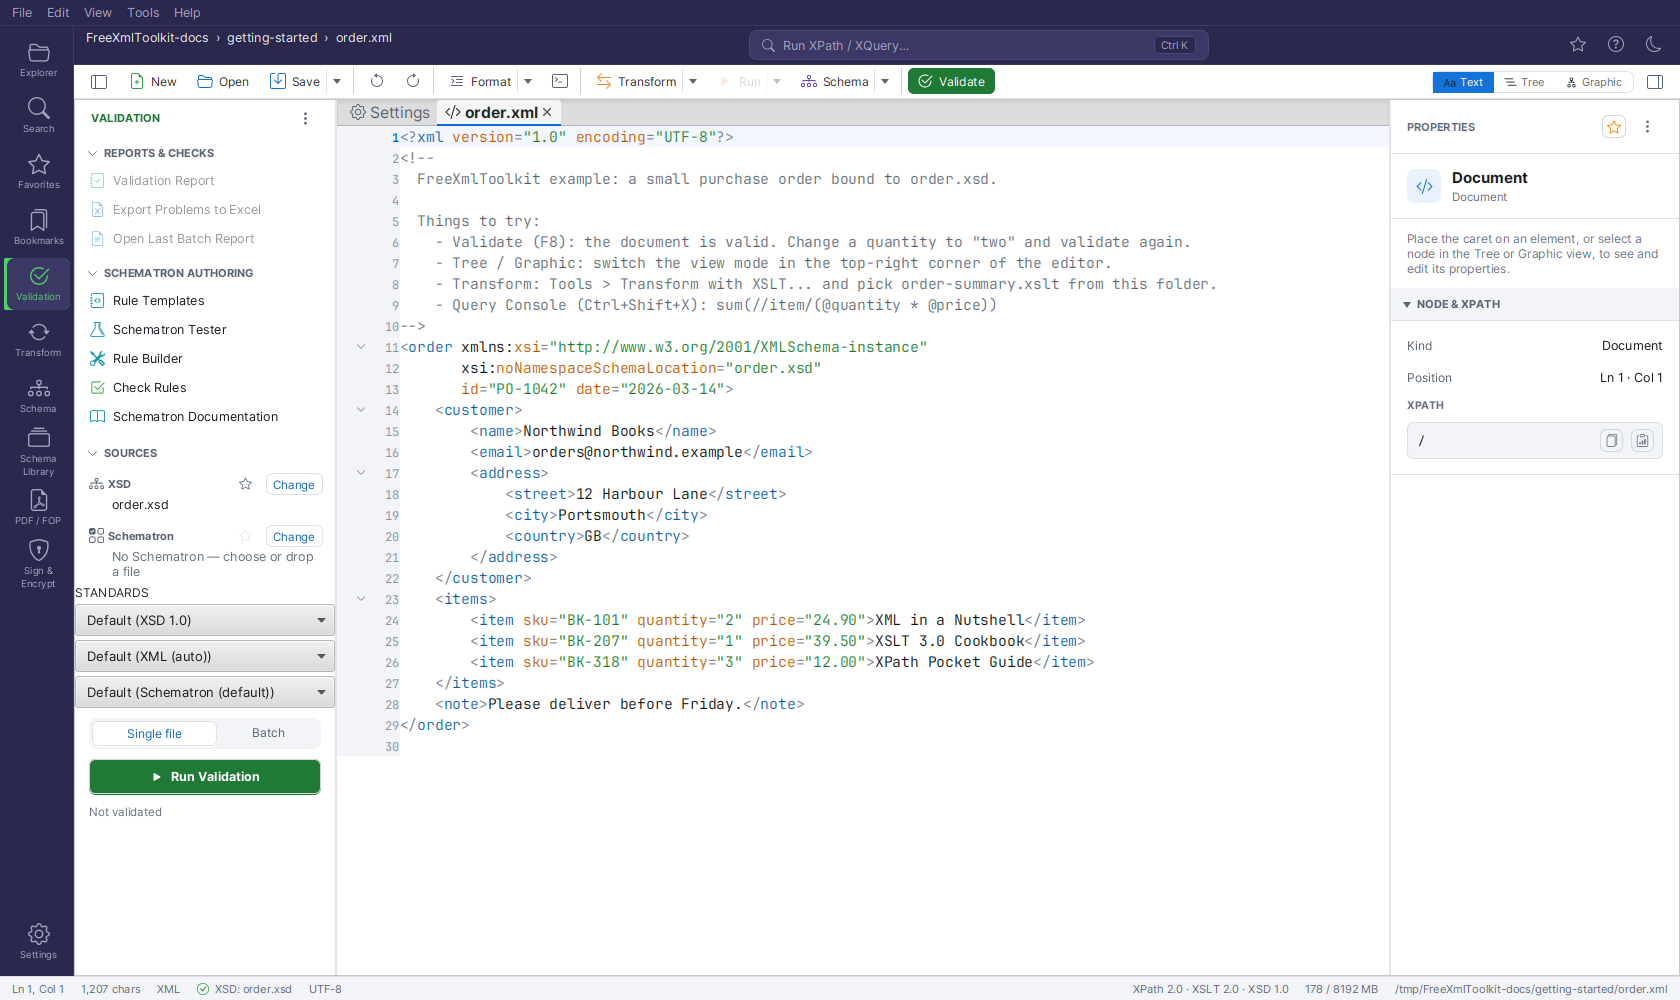 File Edit View Tools Help
FreeXmlToolkit-docs › getting-started › order.xml
Run XPath / XQuery... Ctrl K
New Open Save Format Transform Run Schema Validate
Aa Text Tree Graphic
Explorer
Search
Favorites
Bookmarks
Validation
Transform
Schema
Schema
Library
PDF / FOP
Sign &
Encrypt
Settings
VALIDATION
REPORTS & CHECKS
Validation Report
Export Problems to Excel
Open Last Batch Report
SCHEMATRON AUTHORING
Rule Templates
Schematron Tester
Rule Builder
Check Rules
Schematron Documentation
SOURCES
XSD Change
order.xsd
Schematron Change
No Schematron — choose or drop
a file
STANDARDS
Default (XSD 1.0)
Default (XML (auto))
Default (Schematron (default))
Single file Batch
Run Validation
Not validated
Settings order.xml
1 <?xml version="1.0" encoding="UTF-8"?>
2 <!--
3 FreeXmlToolkit example: a small purchase order bound to order.xsd.
4
5 Things to try:
6 - Validate (F8): the document is valid. Change a quantity to "two" and validate again.
7 - Tree / Graphic: switch the view mode in the top-right corner of the editor.
8 - Transform: Tools > Transform with XSLT... and pick order-summary.xslt from this folder.
9 - Query Console (Ctrl+Shift+X): sum(//item/(@quantity * @price))
10 -->
11 <order xmlns:xsi="http://www.w3.org/2001/XMLSchema-instance"
12 xsi:noNamespaceSchemaLocation="order.xsd"
13 id="PO-1042" date="2026-03-14">
14 <customer>
15 <name>Northwind Books</name>
16 <email>orders@northwind.example</email>
17 <address>
18 <street>12 Harbour Lane</street>
19 <city>Portsmouth</city>
20 <country>GB</country>
21 </address>
22 </customer>
23 <items>
24 <item sku="BK-101" quantity="2" price="24.90">XML in a Nutshell</item>
25 <item sku="BK-207" quantity="1" price="39.50">XSLT 3.0 Cookbook</item>
26 <item sku="BK-318" quantity="3" price="12.00">XPath Pocket Guide</item>
27 </items>
28 <note>Please deliver before Friday.</note>
29 </order>
30
PROPERTIES
Document
Document
Place the caret on an element, or select a
node in the Tree or Graphic view, to see and
edit its properties.
NODE & XPATH
Kind Document
Position Ln 1 · Col 1
XPATH
/
Ln 1, Col 1 1,207 chars XML XSD: order.xsd UTF-8 XPath 2.0 · XSLT 2.0 · XSD 1.0 178 / 8192 MB /tmp/FreeXmlToolkit-docs/getting-started/order.xml